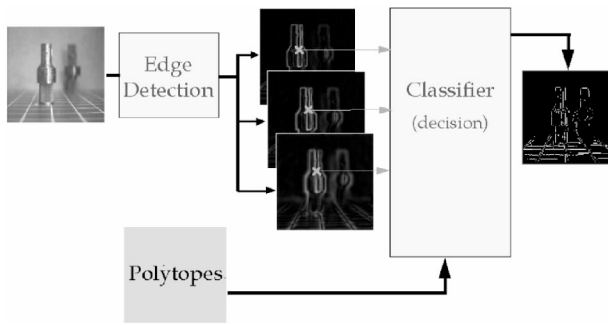 Edge
Detection
Classifier
(decision)
Polytopes